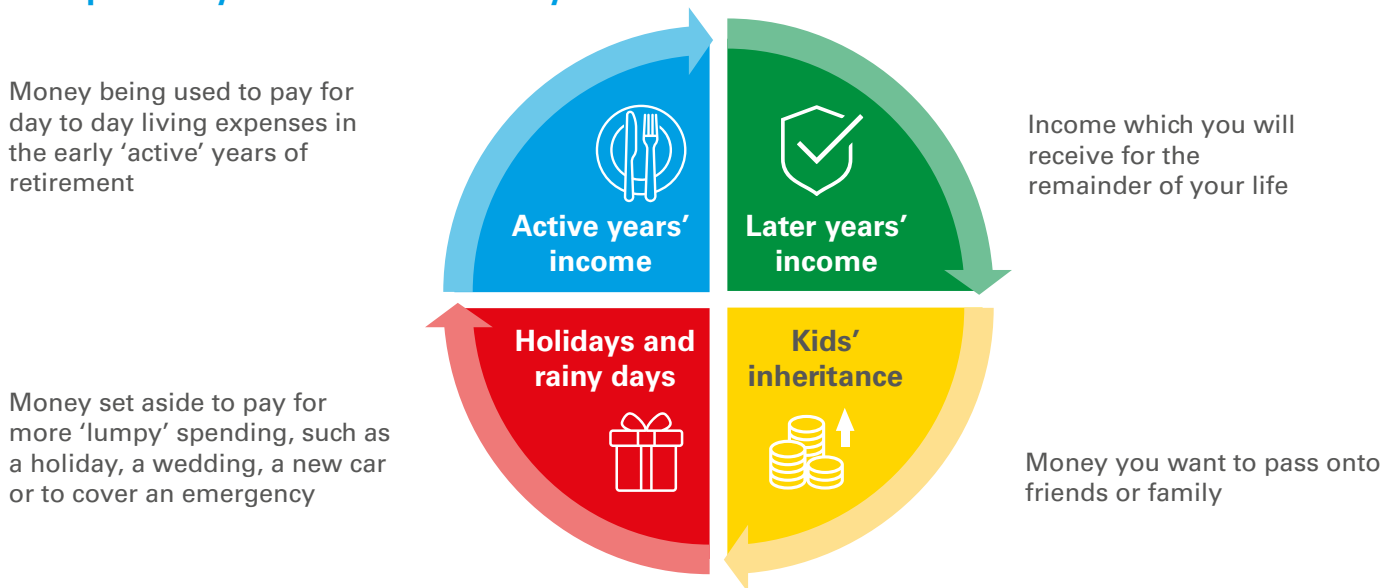 Money being used to pay for
day to day living expenses in
the early ‘active’ years of
retirement
Active years’
income
Later years’
income
Income which you will
receive for the
remainder of your life
Holidays and
rainy days
Kids’
inheritance
Money set aside to pay for
more ‘lumpy’ spending, such as
a holiday, a wedding, a new car
or to cover an emergency
Money you want to pass onto
friends or family